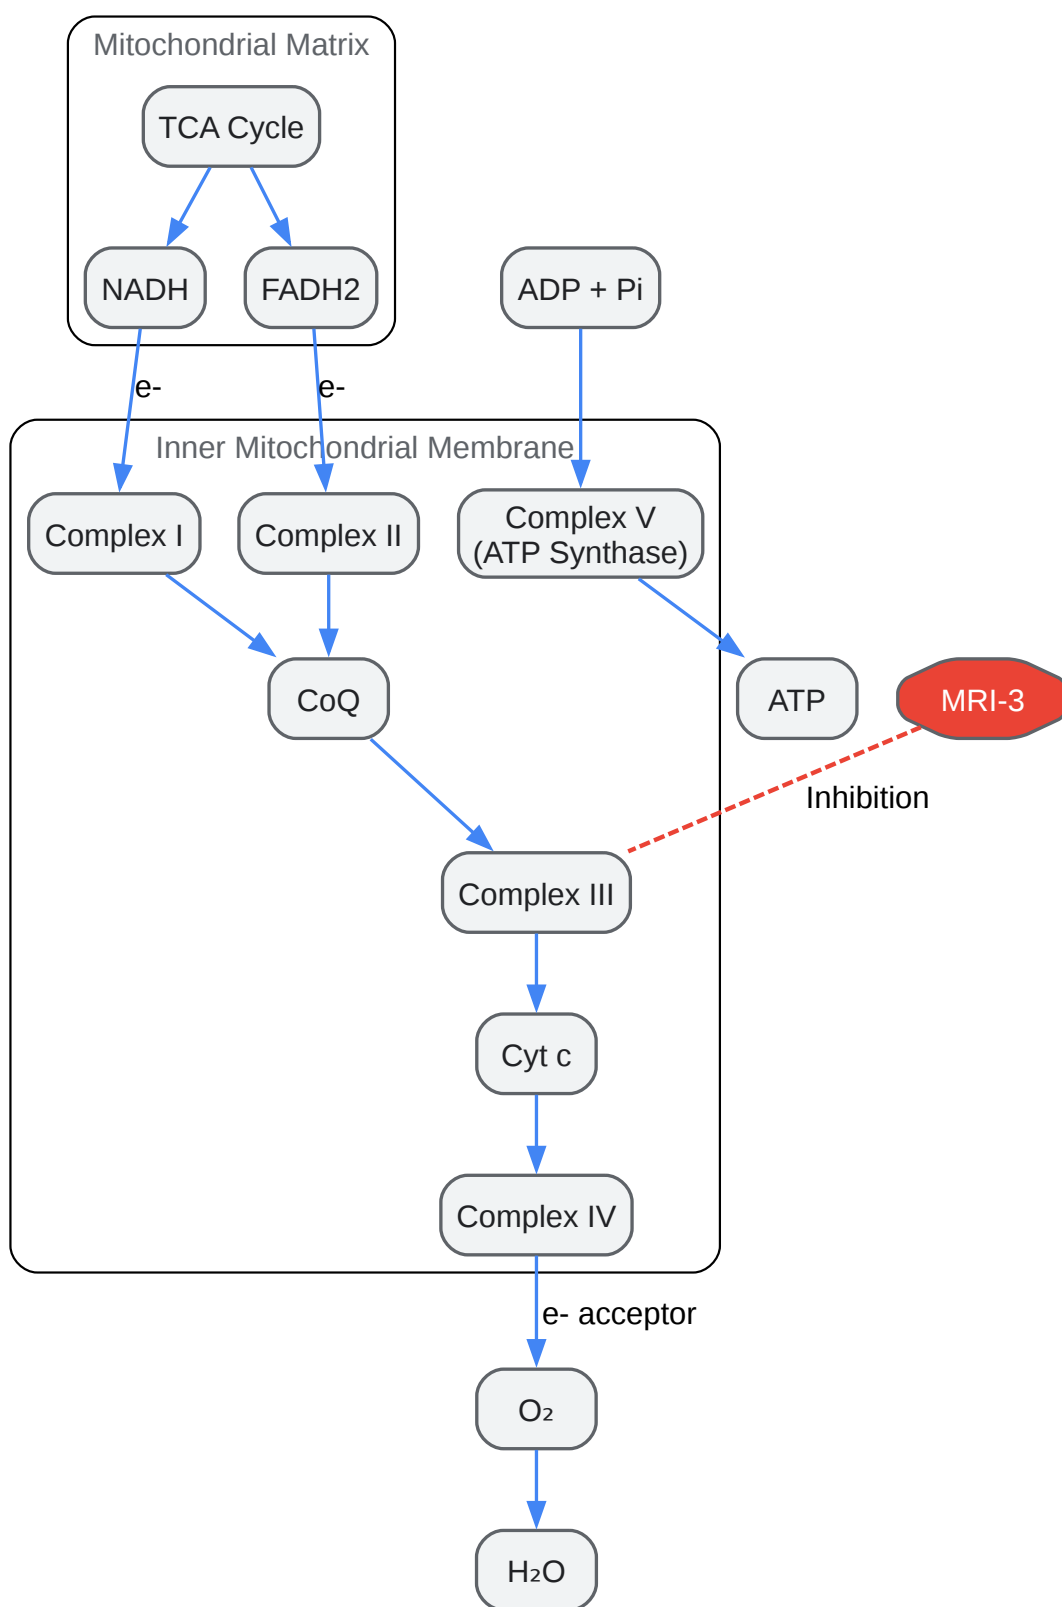 Mitochondrial Matrix
TCA Cycle
NADH
FADH2
ADP + Pi
e-
e-
Inner Mitochondrial Membrane
Complex I
Complex II
Complex V
(ATP Synthase)
CoQ
ATP
MRI-3
Inhibition
Complex III
Cyt c
Complex IV
e- acceptor
O₂
H₂O